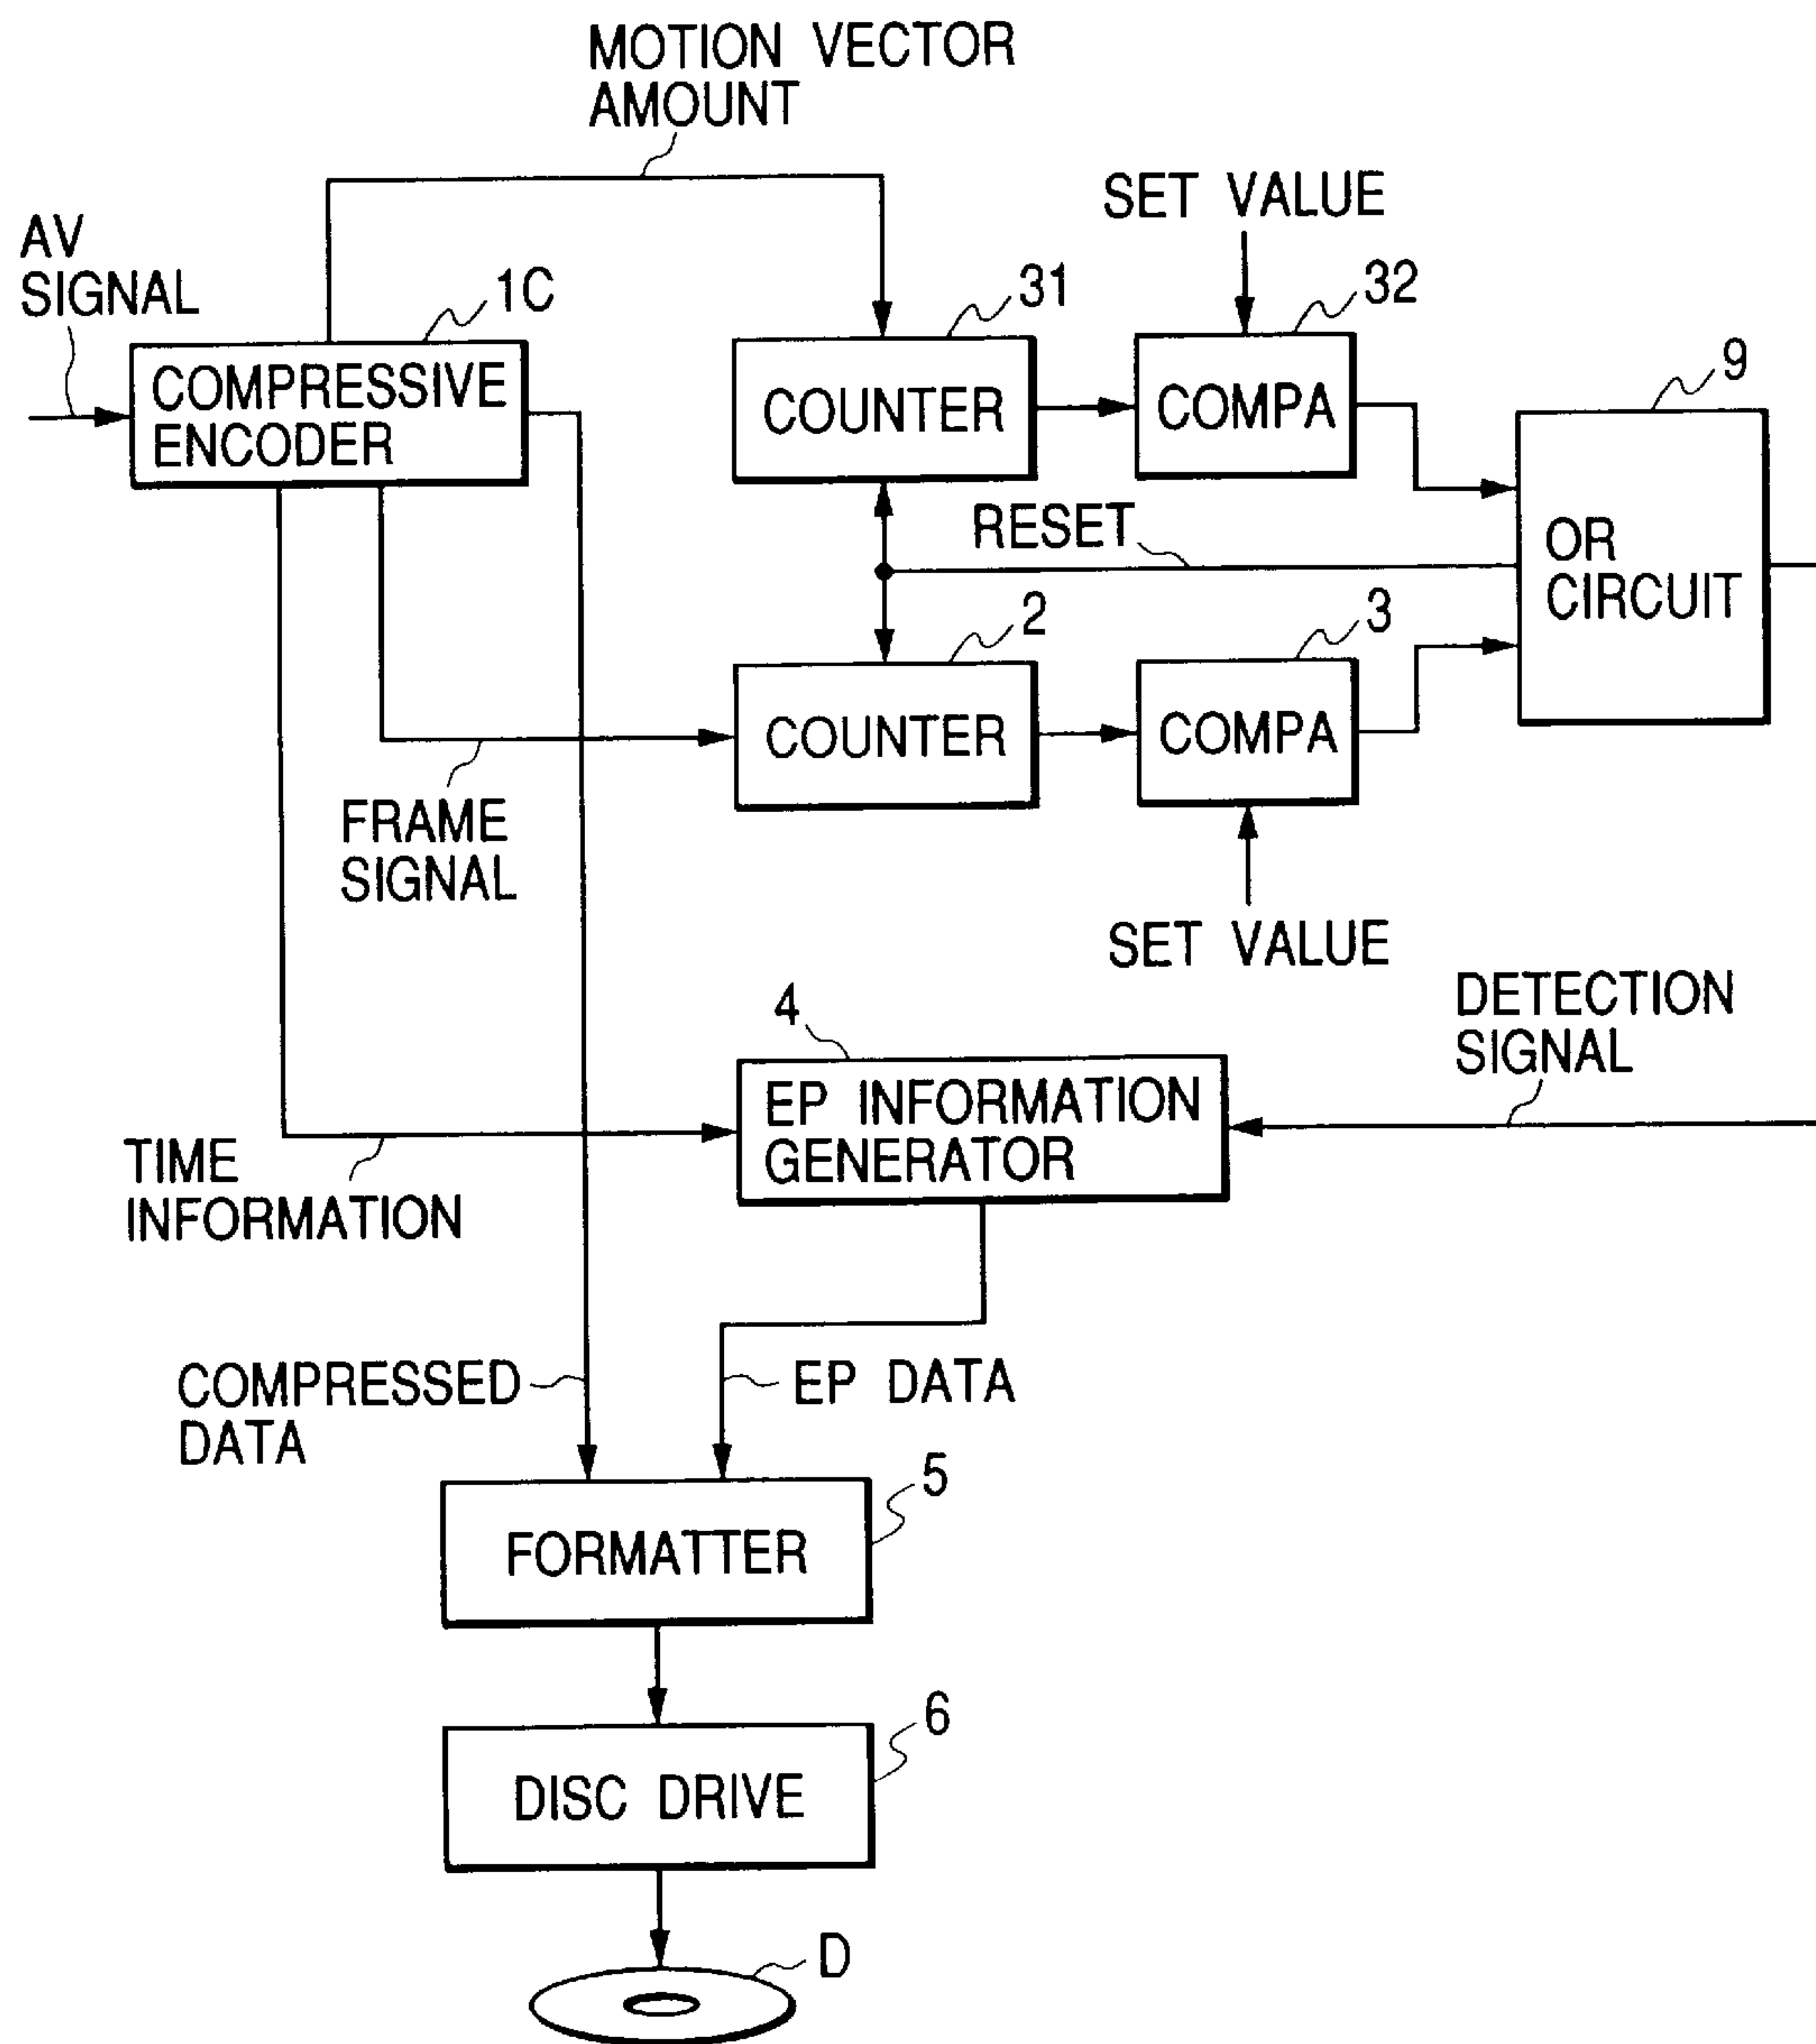 MOTION VECTOR
AMOUNT
SET VALUE
AV
SIGNAL
1C
31
32
9
COMPRESSIVE
ENCODER
COUNTER
COMPA
RESET
OR
CIRCUIT
2
3
COUNTER
COMPA
FRAME
SIGNAL
SET VALUE
DETECTION
SIGNAL
4
EP INFORMATION
GENERATOR
TIME
INFORMATION
COMPRESSED
DATA
EP DATA
5
FORMATTER
6
DISC DRIVE
D